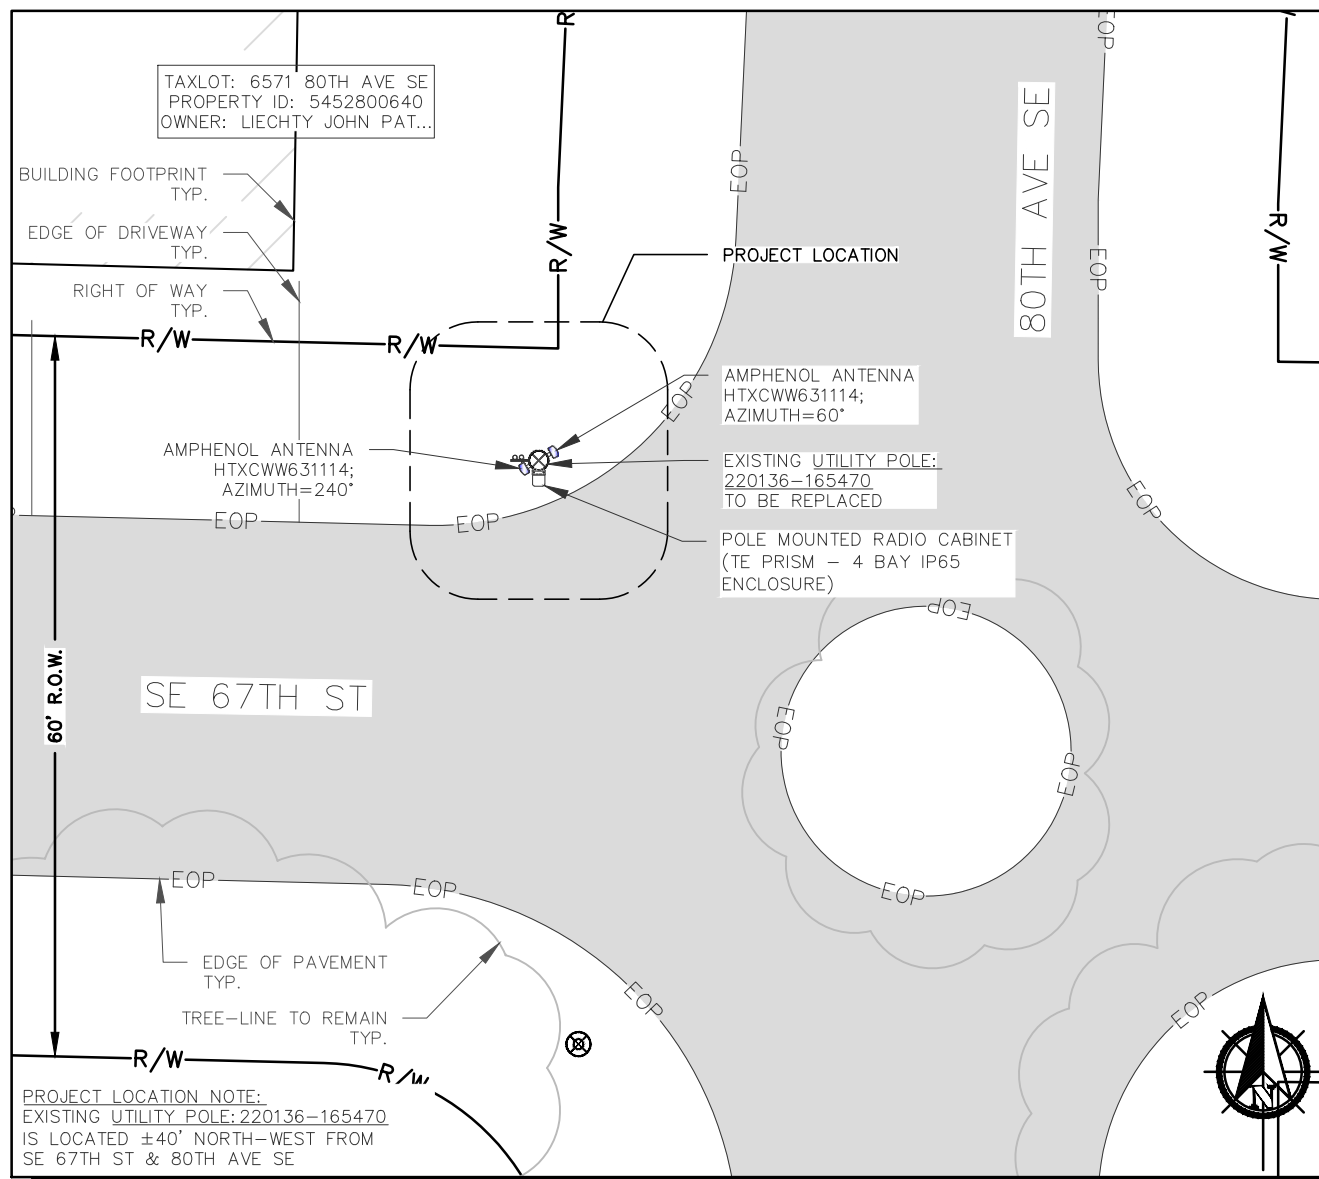 R
EOP
TAXLOT: 6571 80TH AVE SE
PROPERTY ID: 5452800640
OWNER: LIECHTY JOHN PAT...
80TH AVE SE
EOP
BUILDING FOOTPRINT
TYP.
R/W
R/W
EDGE OF DRIVEWAY
TYP.
PROJECT LOCATION
EOP
RIGHT OF WAY
TYP.
R/W
R/W
AMPHENOL ANTENNA
HTXCWW631114;
AZIMUTH=60°
EOP
AMPHENOL ANTENNA
HTXCWW631114;
AZIMUTH=240°
EXISTING UTILITY POLE:
220136-165470
TO BE REPLACED
EOP
EOP
EOP
POLE MOUNTED RADIO CABINET
(TE PRISM - 4 BAY IP65
ENCLOSURE)
EOP
60' R.O.W.
SE 67TH ST
EOP
EOP
EOP
EOP
EOP
EDGE OF PAVEMENT
TYP.
EOP
EOP
TREE-LINE TO REMAIN
TYP.
R/W
R/W
N
PROJECT LOCATION NOTE:
EXISTING UTILITY POLE:220136-165470
IS LOCATED ±40' NORTH-WEST FROM
SE 67TH ST & 80TH AVE SE